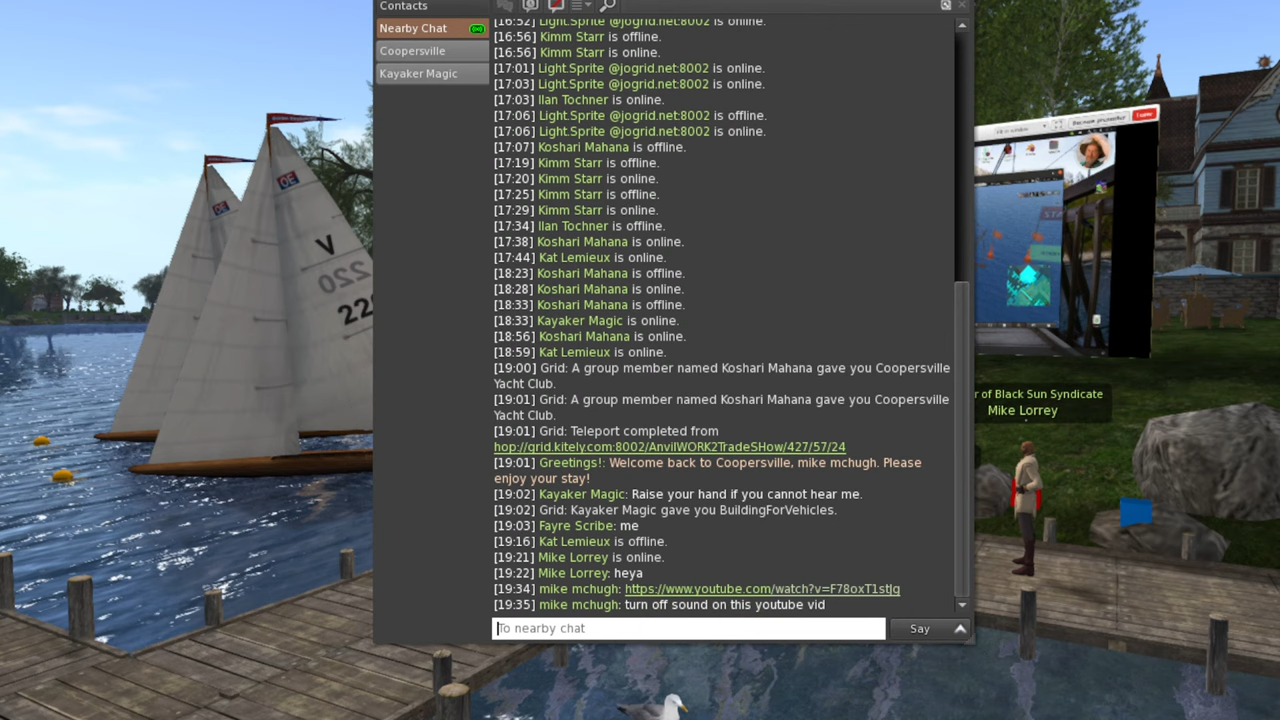 Contacts
Nearby Chat
Coopersville
Kayaker Magic
[16:52] Light.Sprite @jogrid.net:8002 is online.
[16:56] Kimm Starr is offline.
[16:56] Kimm Starr is online.
[17:01] Light.Sprite @jogrid.net:8002 is online.
[17:03] Light.Sprite @jogrid.net:8002 is online.
[17:03] Ilan Tochner is online.
[17:06] Light.Sprite @jogrid.net:8002 is offline.
[17:06] Light.Sprite @jogrid.net:8002 is online.
[17:07] Koshari Mahana is offline.
[17:19] Kimm Starr is offline.
[17:20] Kimm Starr is online.
[17:25] Kimm Starr is offline.
[17:29] Kimm Starr is online.
[17:34] Ilan Tochner is offline.
[17:38] Koshari Mahana is online.
[17:44] Kat Lemieux is online.
[18:23] Koshari Mahana is offline.
[18:28] Koshari Mahana is online.
[18:33] Koshari Mahana is offline.
[18:33] Kayaker Magic is online.
[18:56] Koshari Mahana is online.
[18:59] Kat Lemieux is online.
[19:00] Grid: A group member named Koshari Mahana gave you Coopersville
Yacht Club.
[19:01] Grid: A group member named Koshari Mahana gave you Coopersville
Yacht Club.
[19:01] Grid: Teleport completed from
hop://grid.kitely.com:8002/AnvilWORK2TradeSHow/427/57/24
[19:01] Greetings!: Welcome back to Coopersville, mike mchugh. Please
enjoy your stay!
[19:02] Kayaker Magic: Raise your hand if you cannot hear me.
[19:02] Grid: Kayaker Magic gave you BuildingForVehicles.
[19:03] Fayre Scribe: me
[19:16] Kat Lemieux is offline.
[19:21] Mike Lorrey is online.
[19:22] Mike Lorrey: heya
[19:34] mike mchugh: https://www.youtube.com/watch?v=F78oxT1stJg
[19:35] mike mchugh: turn off sound on this youtube vid
To nearby chat
Say
r of Black Sun Syndicate
Mike Lorrey
OE
OE
V
220